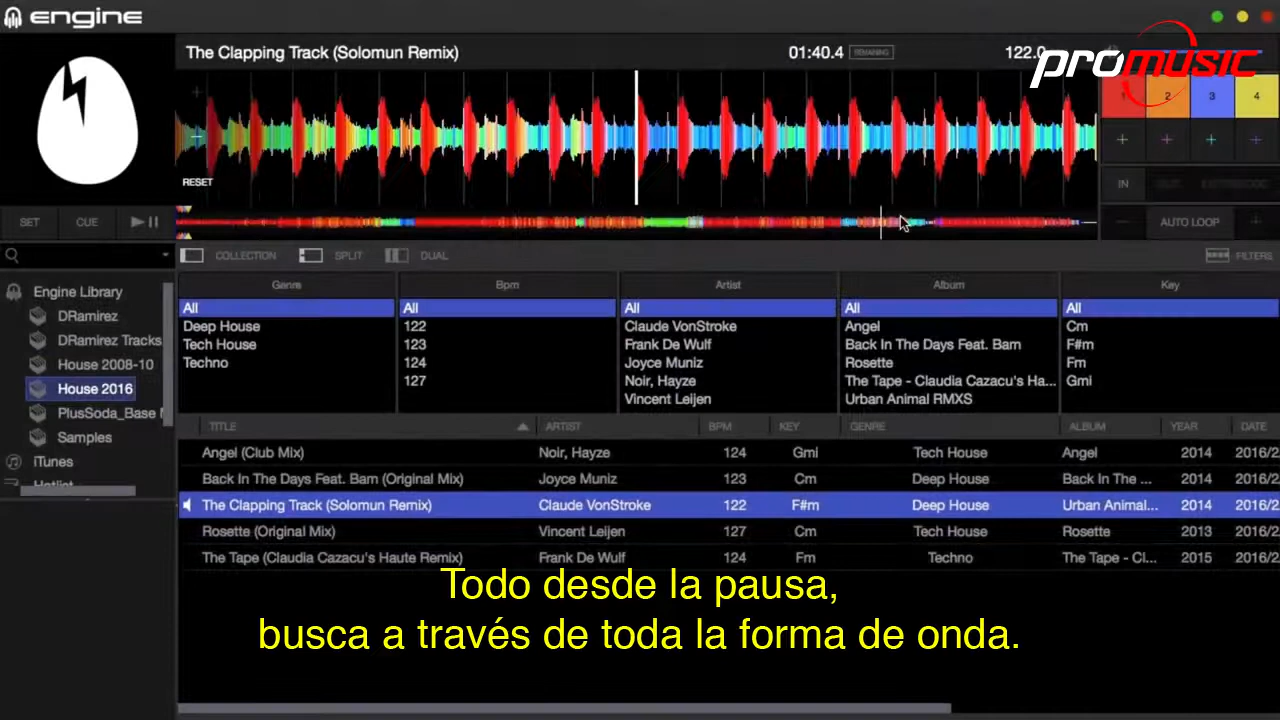 engine
The Clapping Track (Solomun Remix)
01:40.4
REMAINING
122.0
PROMUSIC
1 2 3 4
RESET
IN
AUTO LOOP
SET CUE
COLLECTION SPLIT DUAL
FILTERS
Genre Bpm Artist Album Key
All All All All All
Deep House 122 Claude VonStroke Angel Cm
Tech House 123 Frank De Wulf Back In The Days Feat. Bam F#m
Techno 124 Joyce Muniz Rosette Fm
127 Noir, Hayze The Tape - Claudia Cazacu's Ha... Gmi
Vincent Leijen Urban Animal RMXS
Engine Library
DRamirez
DRamirez Tracks
House 2008-10
House 2016
PlusSoda_Base
Samples
iTunes
Hotlist
TITLE ARTIST BPM KEY GENRE ALBUM YEAR DATE
Angel (Club Mix) Noir, Hayze 124 Gmi Tech House Angel 2014 2016/2
Back In The Days Feat. Bam (Original Mix) Joyce Muniz 123 Cm Deep House Back In The ... 2014 2016/2
The Clapping Track (Solomun Remix) Claude VonStroke 122 F#m Deep House Urban Animal... 2014 2016/2
Rosette (Original Mix) Vincent Leijen 127 Cm Tech House Rosette 2013 2016/2
The Tape (Claudia Cazacu's Haute Remix) Frank De Wulf 124 Fm Techno The Tape - Cl... 2015 2016/2
Todo desde la pausa,
busca a través de toda la forma de onda.